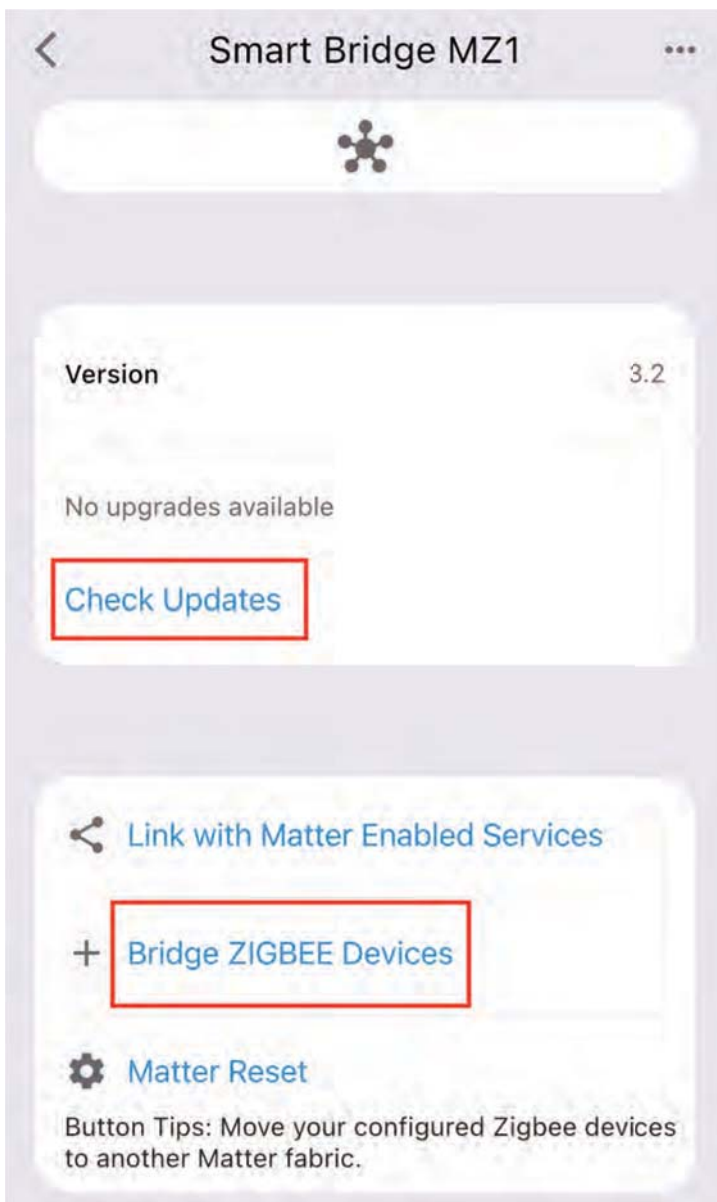 Smart Bridge MZ1
Version 3.2
No upgrades available
Check Updates
Link with Matter Enabled Services
Bridge ZIGBEE Devices
Matter Reset
Button Tips: Move your configured Zigbee devices
to another Matter fabric.